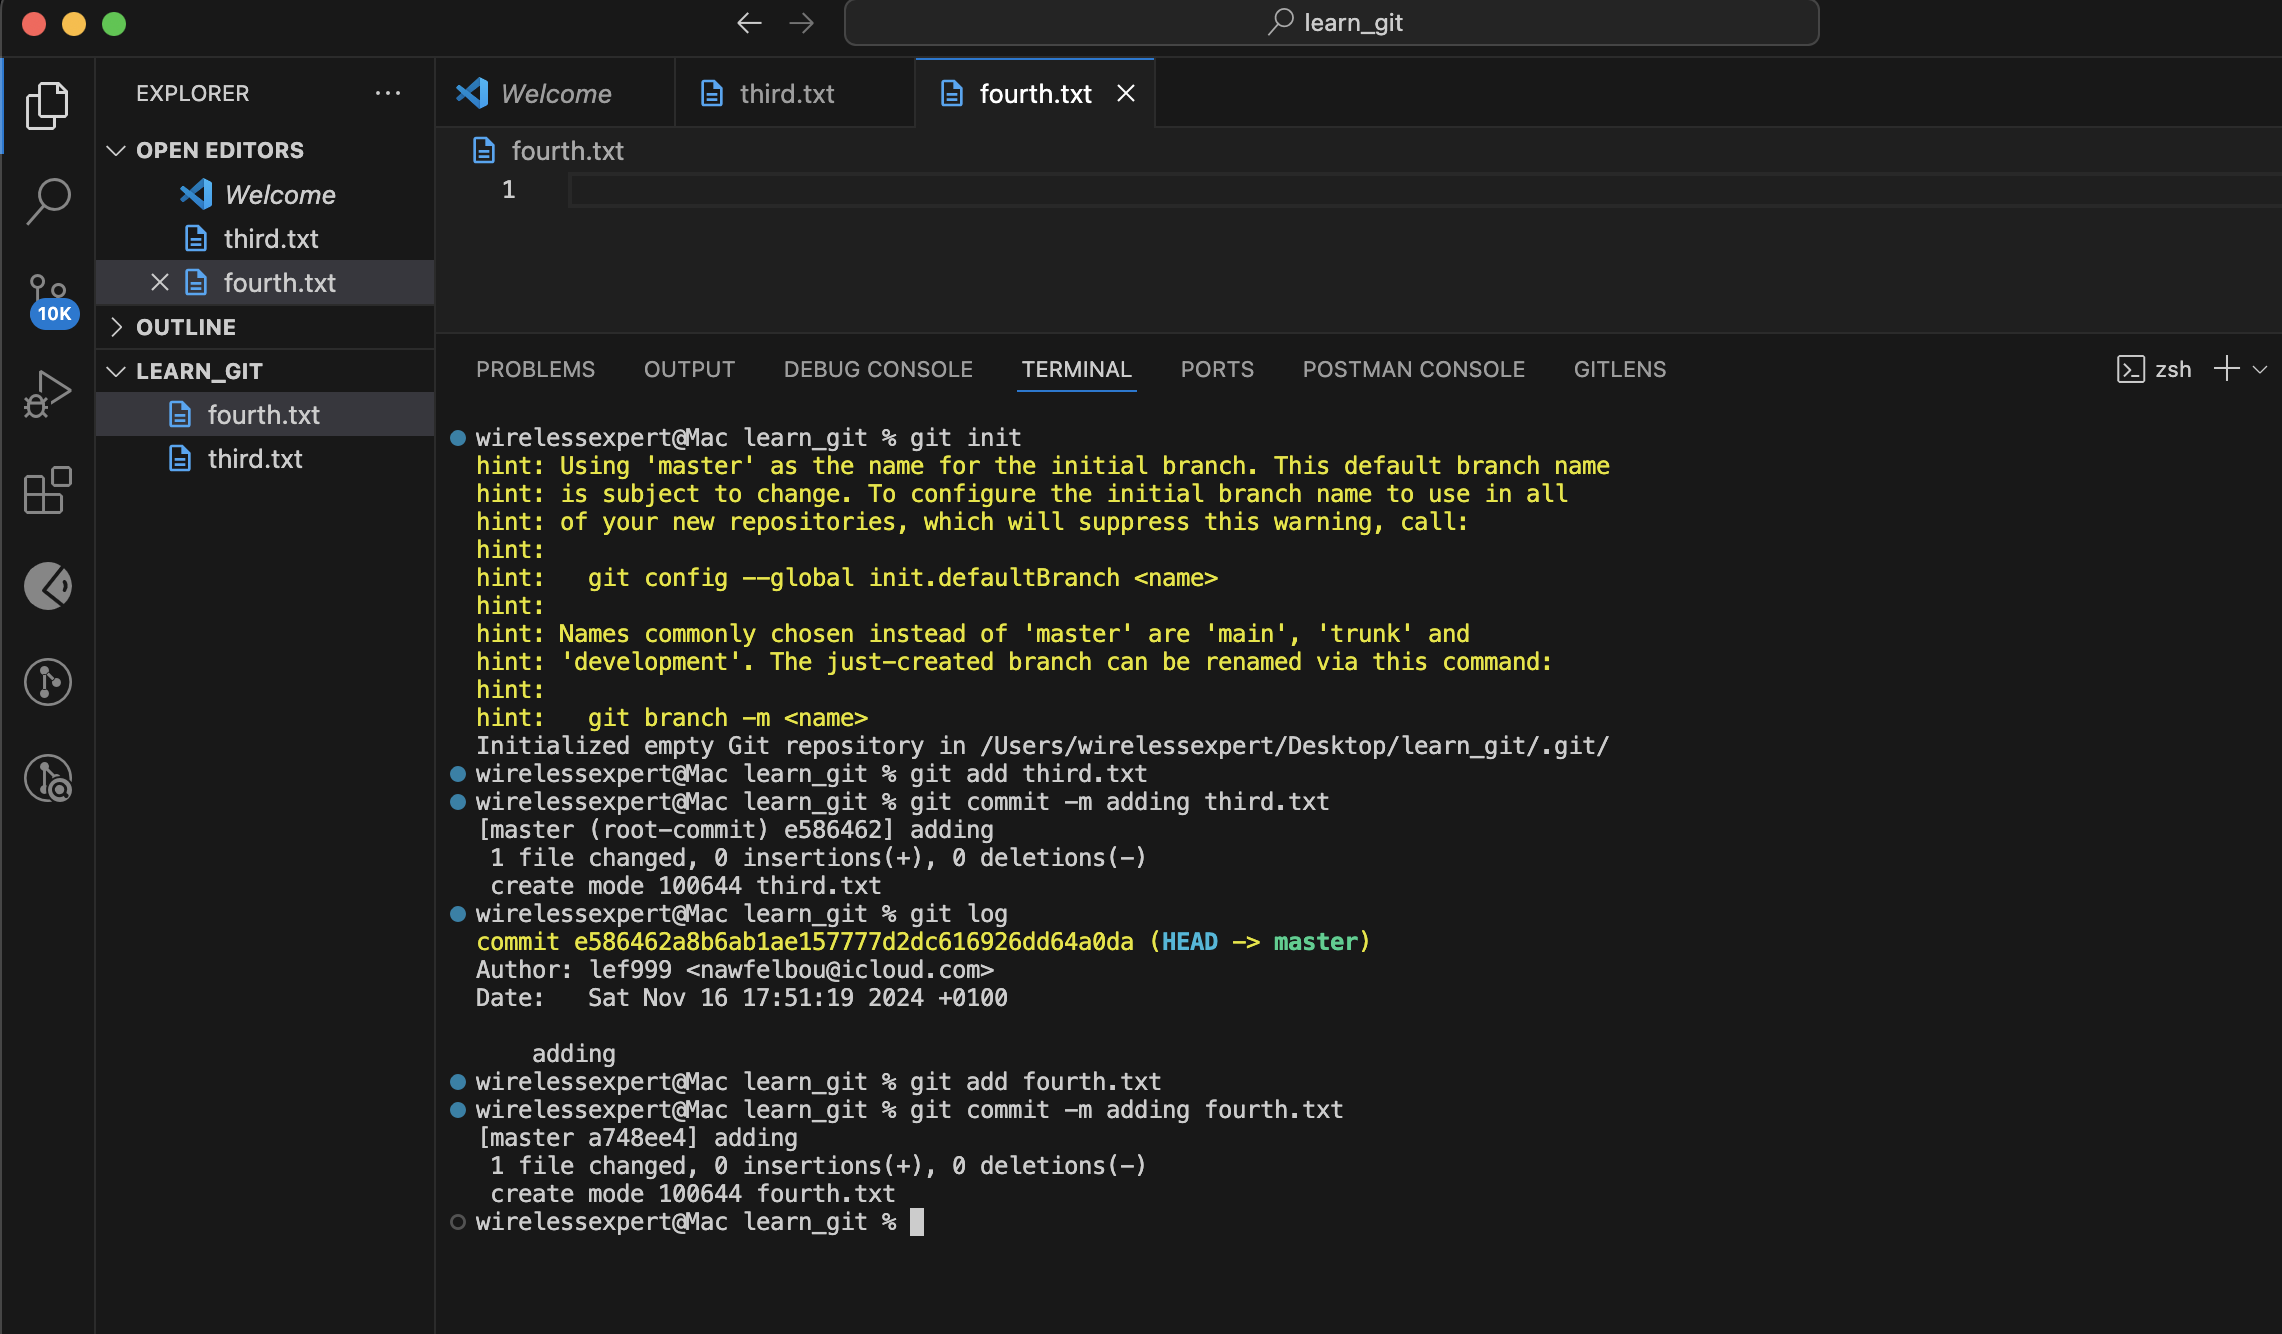 learn_git
EXPLORER
OPEN EDITORS
Welcome
third.txt
fourth.txt
OUTLINE
LEARN_GIT
fourth.txt
third.txt
10K
Welcome
third.txt
fourth.txt
fourth.txt
1
PROBLEMS OUTPUT DEBUG CONSOLE TERMINAL PORTS POSTMAN CONSOLE GITLENS
zsh
wirelessexpert@Mac learn_git % git init
hint: Using 'master' as the name for the initial branch. This default branch name
hint: is subject to change. To configure the initial branch name to use in all
hint: of your new repositories, which will suppress this warning, call:
hint:
hint:   git config --global init.defaultBranch <name>
hint:
hint: Names commonly chosen instead of 'master' are 'main', 'trunk' and
hint: 'development'. The just-created branch can be renamed via this command:
hint:
hint:   git branch -m <name>
Initialized empty Git repository in /Users/wirelessexpert/Desktop/learn_git/.git/
wirelessexpert@Mac learn_git % git add third.txt
wirelessexpert@Mac learn_git % git commit -m adding third.txt
[master (root-commit) e586462] adding
 1 file changed, 0 insertions(+), 0 deletions(-)
 create mode 100644 third.txt
wirelessexpert@Mac learn_git % git log
commit e586462a8b6ab1ae157777d2dc616926dd64a0da (HEAD -> master)
Author: lef999 <nawfelbou@icloud.com>
Date:   Sat Nov 16 17:51:19 2024 +0100
    adding
wirelessexpert@Mac learn_git % git add fourth.txt
wirelessexpert@Mac learn_git % git commit -m adding fourth.txt
[master a748ee4] adding
 1 file changed, 0 insertions(+), 0 deletions(-)
 create mode 100644 fourth.txt
wirelessexpert@Mac learn_git %